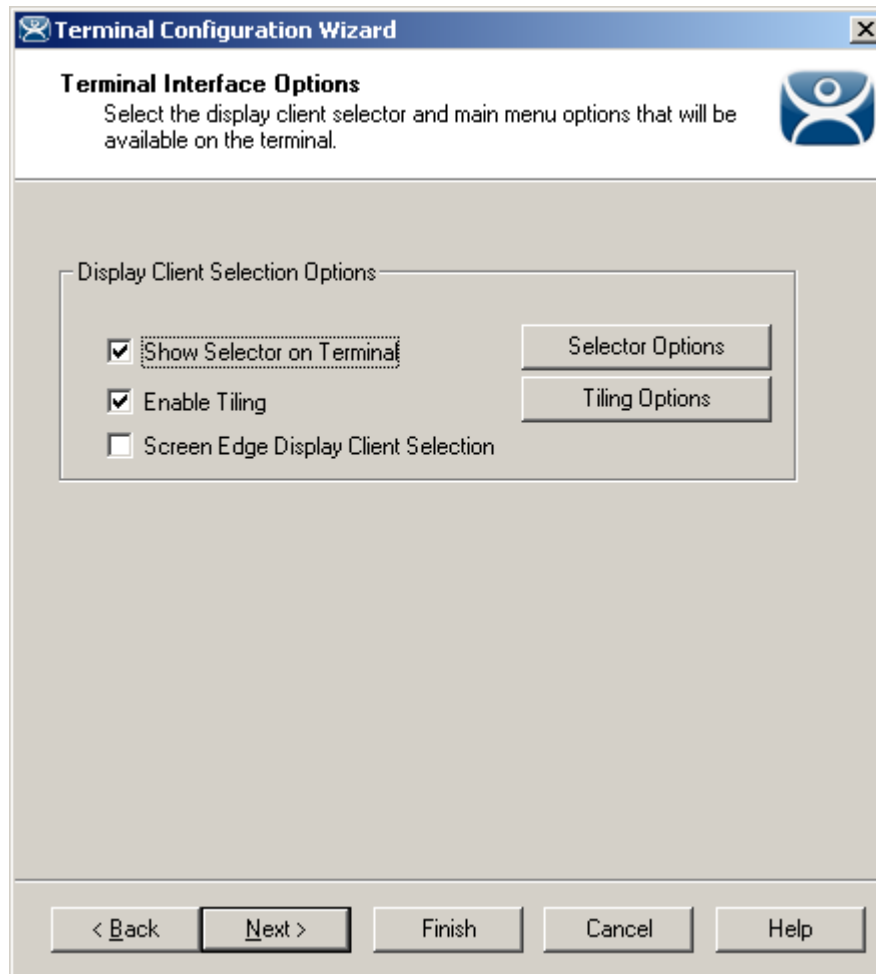 Terminal Configuration Wizard
Terminal Interface Options
Select the display client selector and main menu options that will be
available on the terminal.
Display Client Selection Options
Show Selector on Terminal
Selector Options
Enable Tiling
Tiling Options
Screen Edge Display Client Selection
< Back
Next >
Finish
Cancel
Help